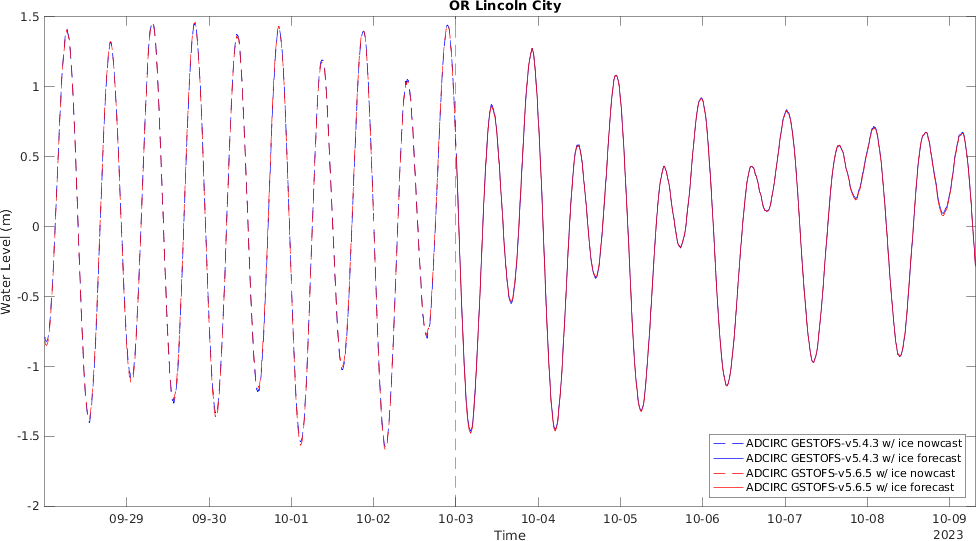 OR Lincoln City
1.5
1
0.5
0
-0.5
-1
-1.5
-2
Water Level (m)
ADCIRC GESTOFS-v5.4.3 w/ ice nowcast
ADCIRC GESTOFS-v5.4.3 w/ ice forecast
ADCIRC GSTOFS-v5.6.5 w/ ice nowcast
ADCIRC GSTOFS-v5.6.5 w/ ice forecast
09-29 09-30 10-01 10-02 10-03 10-04 10-05 10-06 10-07 10-08 10-09
2023
Time